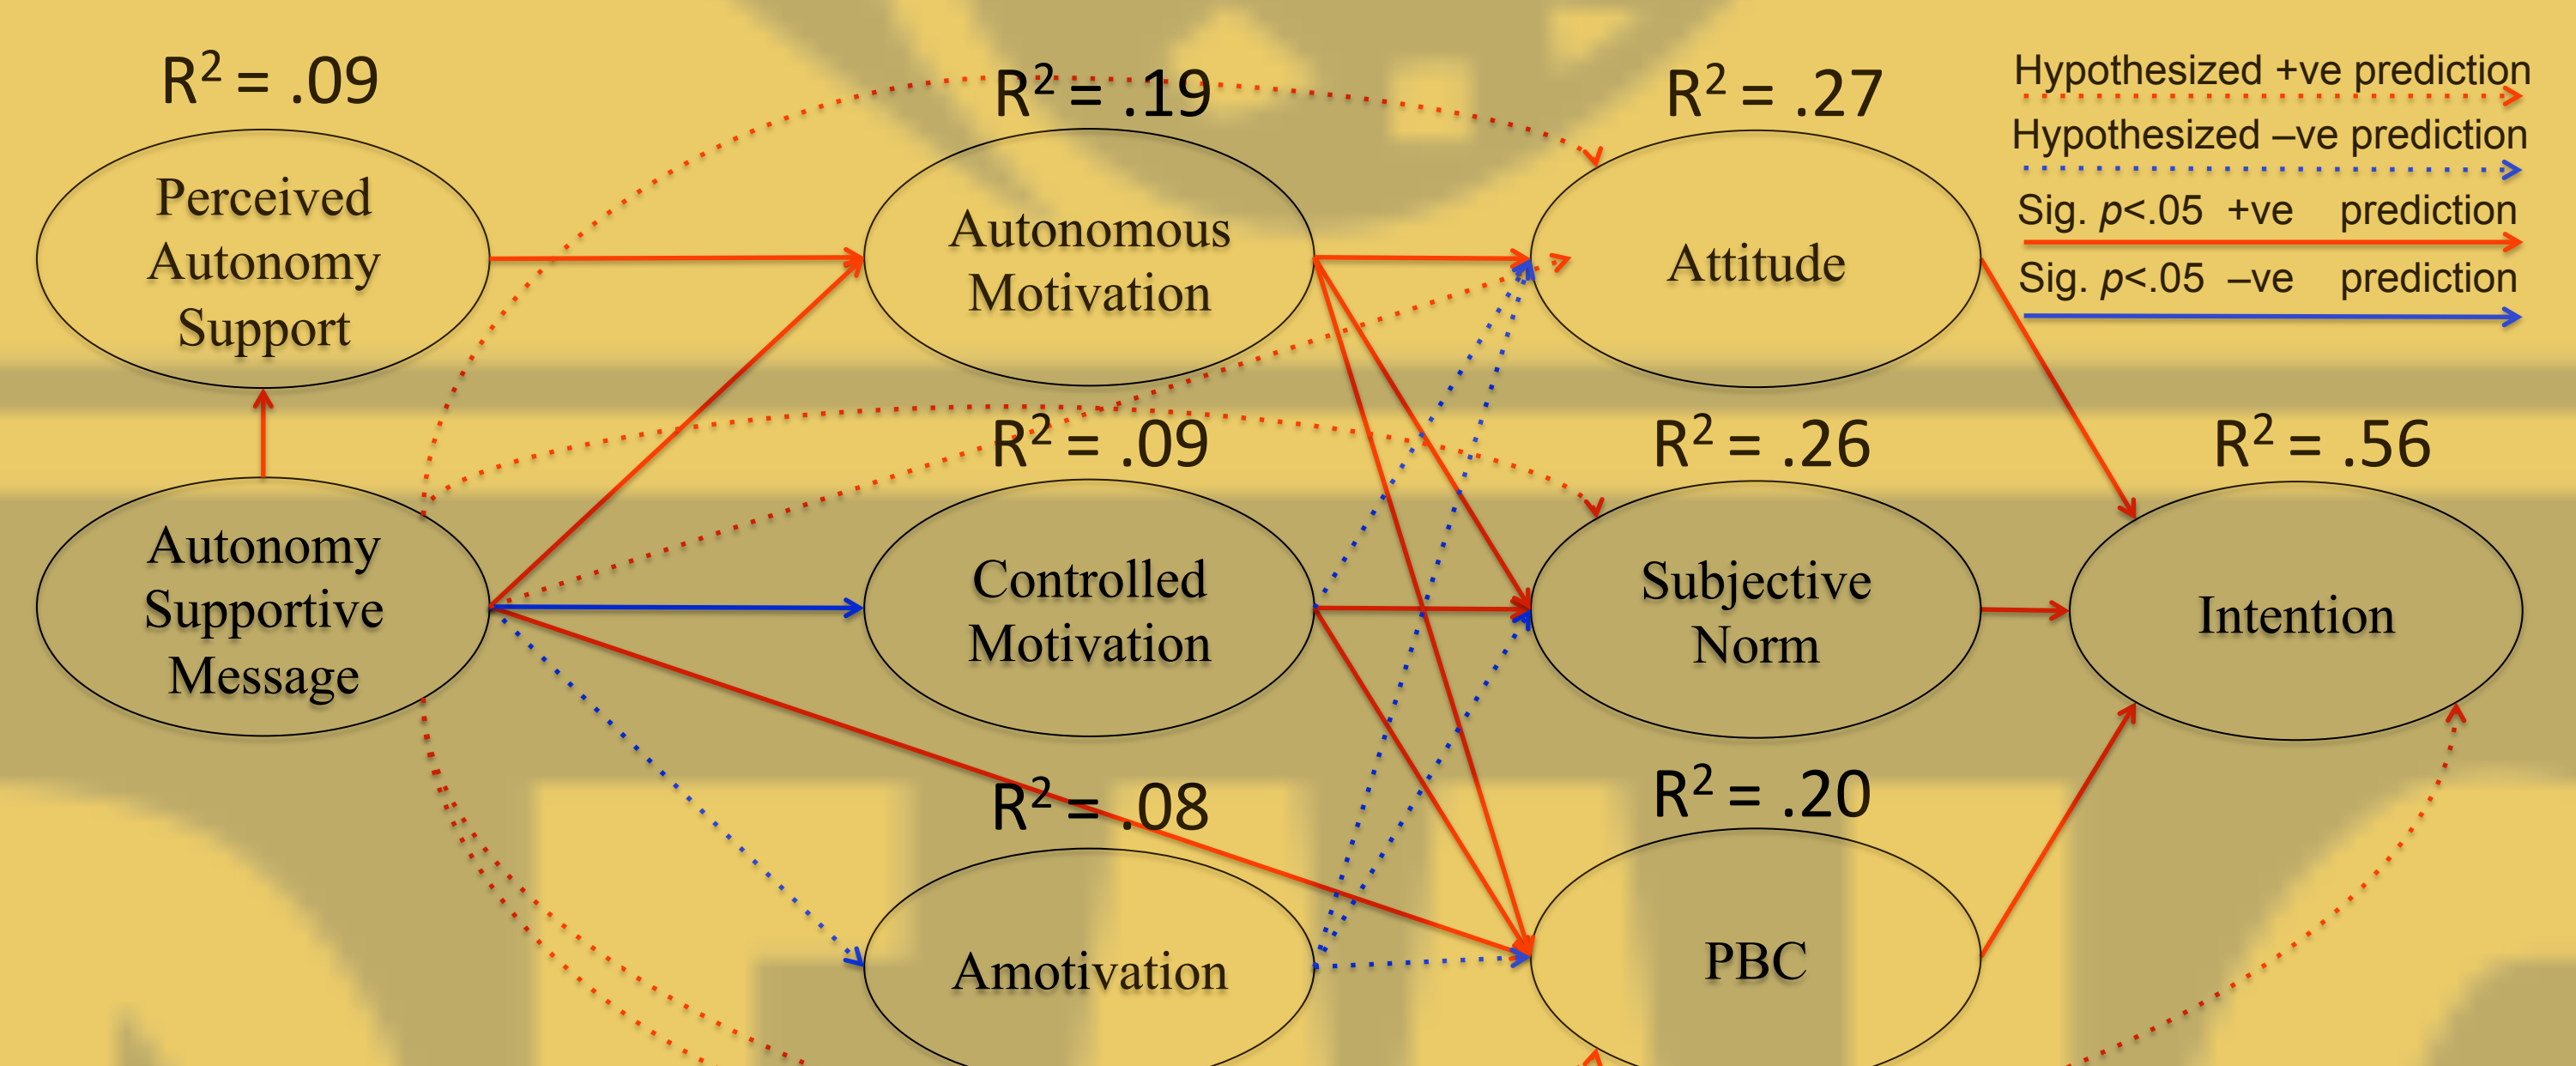 R² = .09
R² = .19
R² = .27
Hypothesized +ve prediction
Hypothesized –ve prediction
Sig. p<.05 +ve prediction
Sig. p<.05 –ve prediction
Perceived
Autonomy
Support
Autonomous
Motivation
Attitude
R² = .09
R² = .26
R² = .56
Autonomy
Supportive
Message
Controlled
Motivation
Subjective
Norm
Intention
R² = .08
R² = .20
Amotivation
PBC